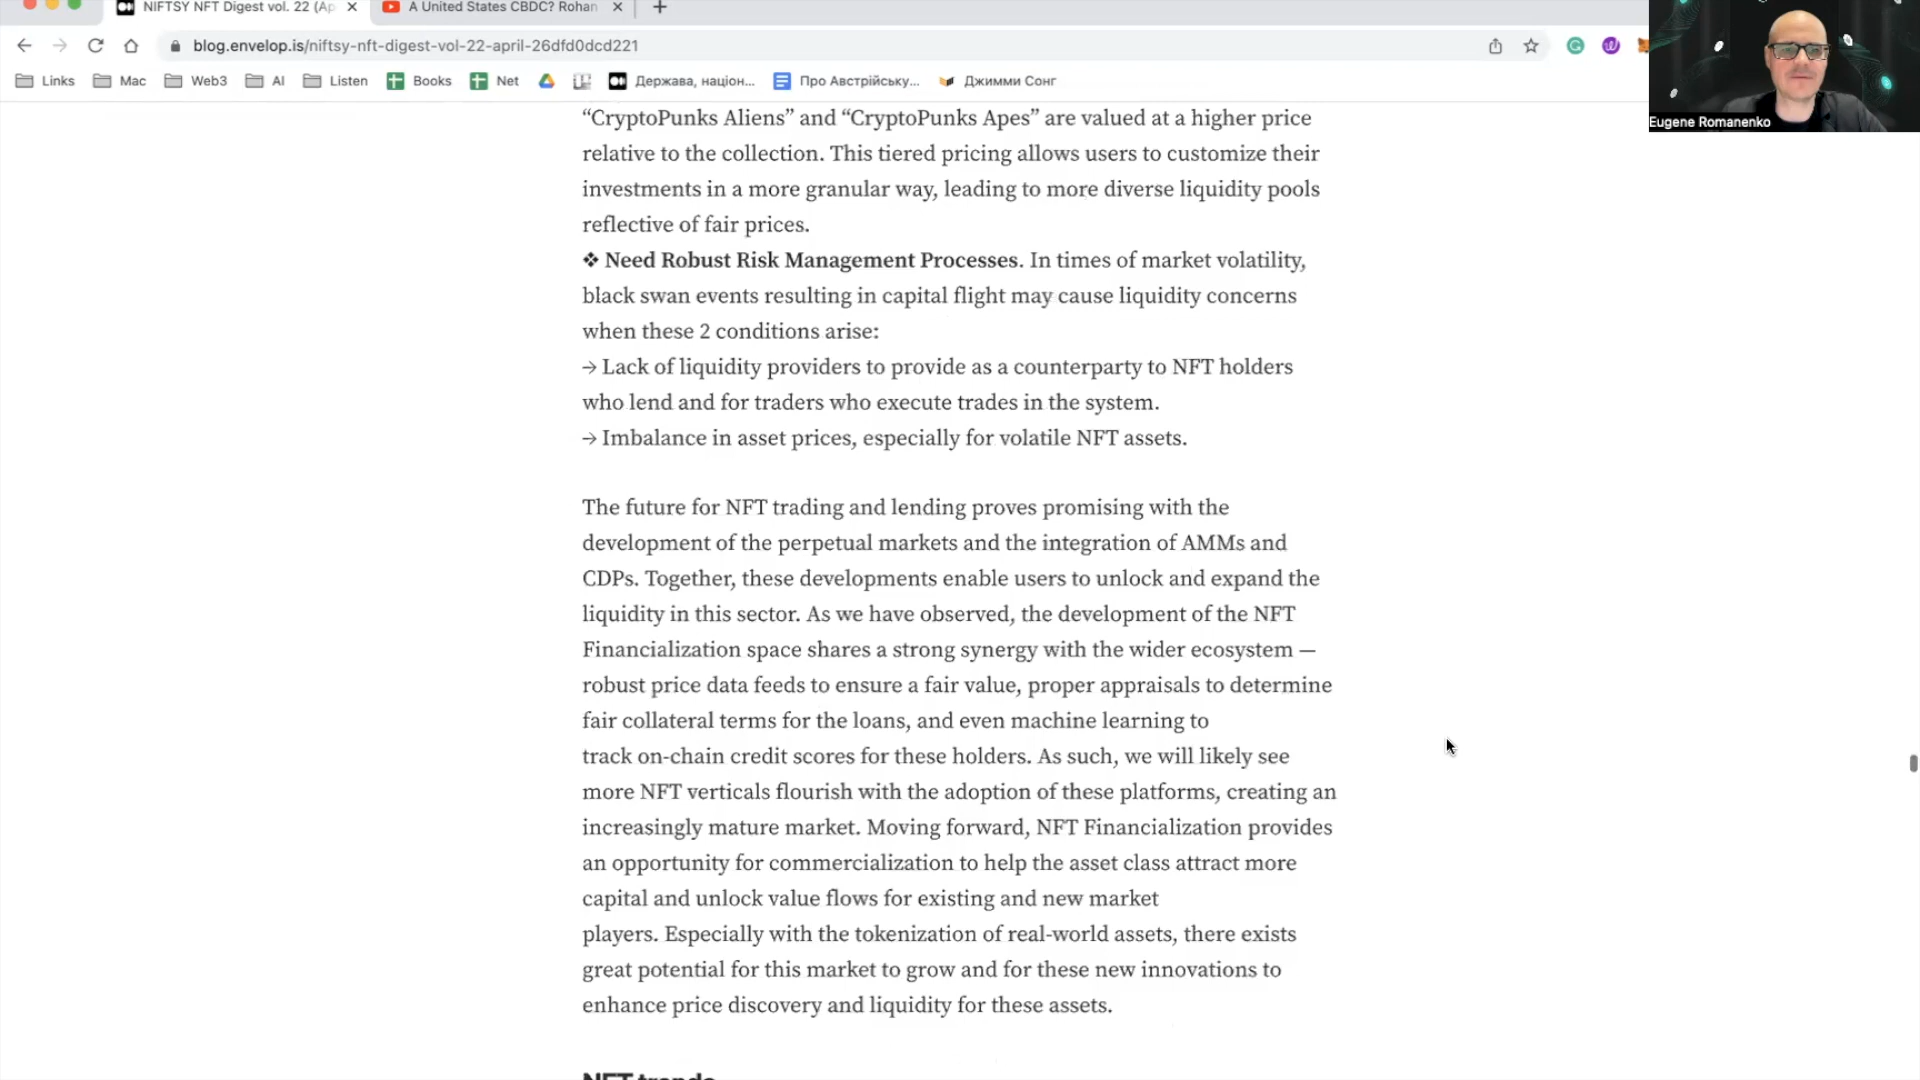 NIFTSY NFT Digest vol. 22 (Ap
A United States CBDC? Rohan
blog.envelop.is/niftsy-nft-digest-vol-22-april-26dfd0dcd221
Links Mac Web3 AI Listen Books Net Держава, націон... Про Австрійську... Джимми Сонг
Eugene Romanenko
“CryptoPunks Aliens” and “CryptoPunks Apes” are valued at a higher price
relative to the collection. This tiered pricing allows users to customize their
investments in a more granular way, leading to more diverse liquidity pools
reflective of fair prices.
❖ Need Robust Risk Management Processes. In times of market volatility,
black swan events resulting in capital flight may cause liquidity concerns
when these 2 conditions arise:
→ Lack of liquidity providers to provide as a counterparty to NFT holders
who lend and for traders who execute trades in the system.
→ Imbalance in asset prices, especially for volatile NFT assets.
The future for NFT trading and lending proves promising with the
development of the perpetual markets and the integration of AMMs and
CDPs. Together, these developments enable users to unlock and expand the
liquidity in this sector. As we have observed, the development of the NFT
Financialization space shares a strong synergy with the wider ecosystem —
robust price data feeds to ensure a fair value, proper appraisals to determine
fair collateral terms for the loans, and even machine learning to
track on-chain credit scores for these holders. As such, we will likely see
more NFT verticals flourish with the adoption of these platforms, creating an
increasingly mature market. Moving forward, NFT Financialization provides
an opportunity for commercialization to help the asset class attract more
capital and unlock value flows for existing and new market
players. Especially with the tokenization of real-world assets, there exists
great potential for this market to grow and for these new innovations to
enhance price discovery and liquidity for these assets.
NFT trends